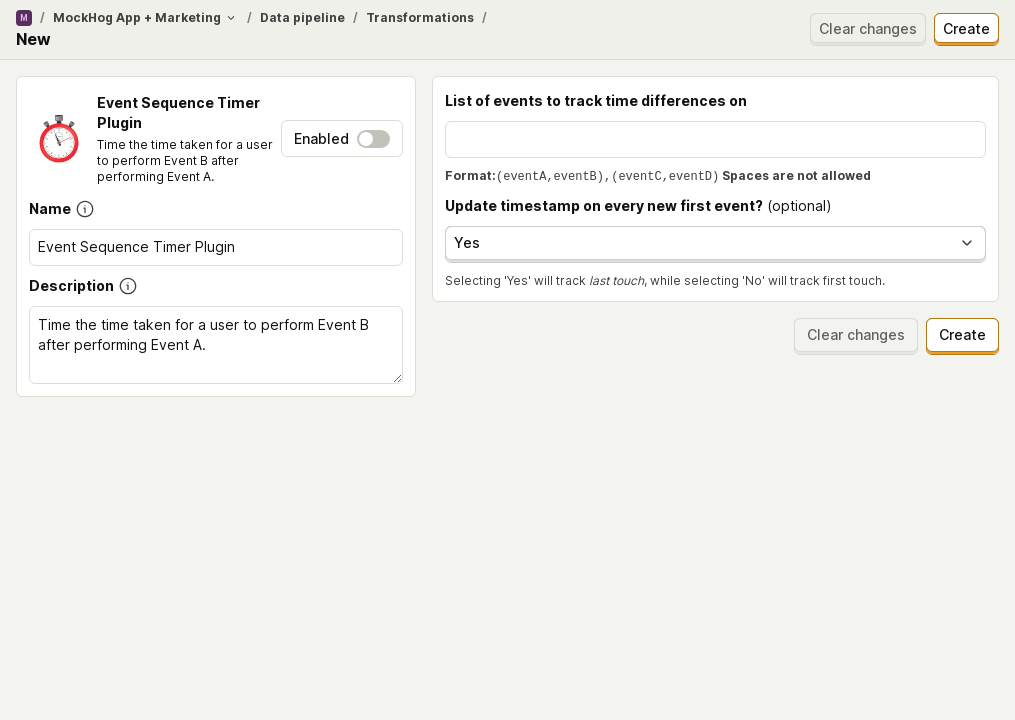 M / MockHog App + Marketing / Data pipeline / Transformations /
New
Clear changes
Create
Event Sequence Timer
Plugin
Time the time taken for a user
to perform Event B after
performing Event A.
Enabled
Name
Event Sequence Timer Plugin
Description
Time the time taken for a user to perform Event B
after performing Event A.
List of events to track time differences on
Format:(eventA,eventB),(eventC,eventD) Spaces are not allowed
Update timestamp on every new first event? (optional)
Yes
Selecting 'Yes' will track last touch, while selecting 'No' will track first touch.
Clear changes
Create